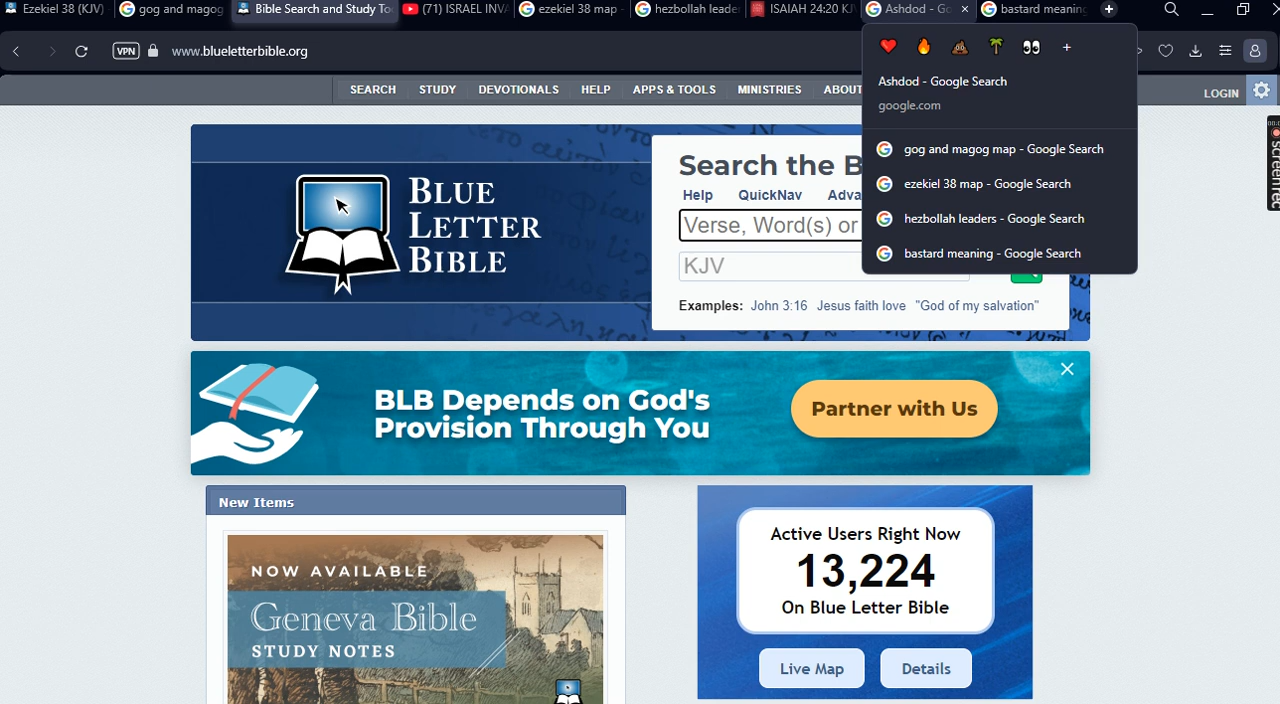 Ezekiel 38 (KJV)
gog and magog
Bible Search and Study To
(71) ISRAEL INV
ezekiel 38 map -
hezbollah leade
ISAIAH 24:20 KJ
Ashdod - Go
bastard meaning
VPN
www.blueletterbible.org
Ashdod - Google Search
google.com
gog and magog map - Google Search
ezekiel 38 map - Google Search
hezbollah leaders - Google Search
bastard meaning - Google Search
SEARCH STUDY DEVOTIONALS HELP APPS & TOOLS MINISTRIES ABOUT
LOGIN
BLUE
LETTER
BIBLE
Search the B
Help QuickNav Adva
Verse, Word(s) or
KJV
Examples: John 3:16 Jesus faith love "God of my salvation"
BLB Depends on God's
Provision Through You
Partner with Us
New Items
NOW AVAILABLE
Geneva Bible
STUDY NOTES
Active Users Right Now
13,224
On Blue Letter Bible
Live Map
Details
screenrec